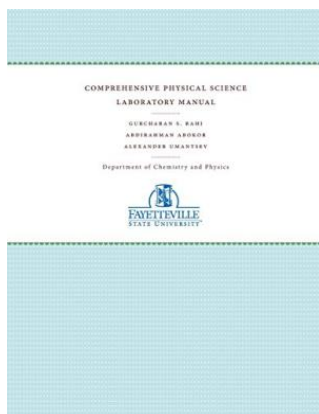 COMPREHENSIVE PHYSICAL SCIENCE
LABORATORY MANUAL
GURCHARAN S. RAHI
ABDIRAHMAN ABOKOR
ALEXANDER UMANTSEV
Department of Chemistry and Physics
FAYETTEVILLE
STATE UNIVERSITY